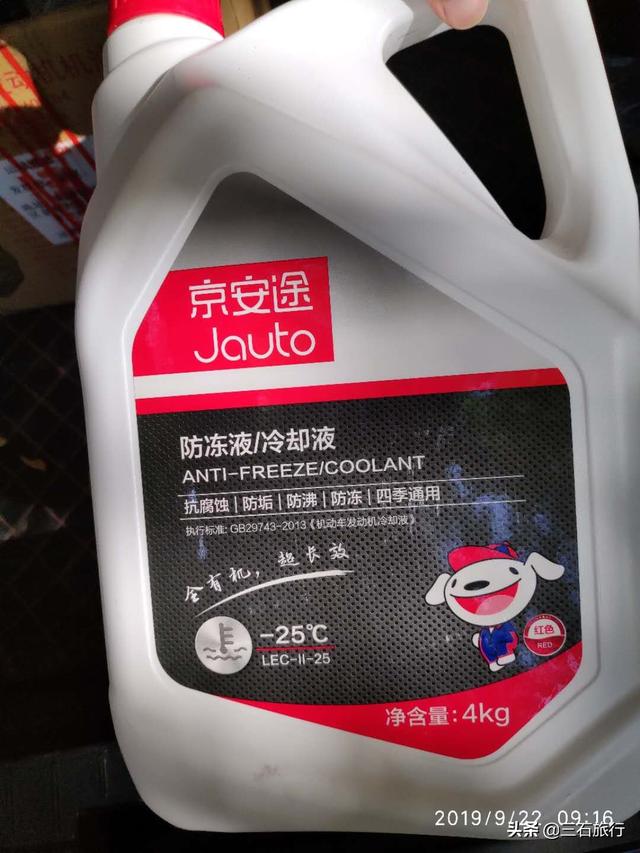 京安途
Jauto
防冻液/冷却液
ANTI-FREEZE/COOLANT
抗腐蚀|防垢|防沸|防冻|四季通用
执行标准: GB29743-2013《机动车发动机冷却液》
全有机，超长效
-25℃
LEC-II-25
红色
RED
净含量:4kg
2019/9/22 09:16
头条@三石旅行